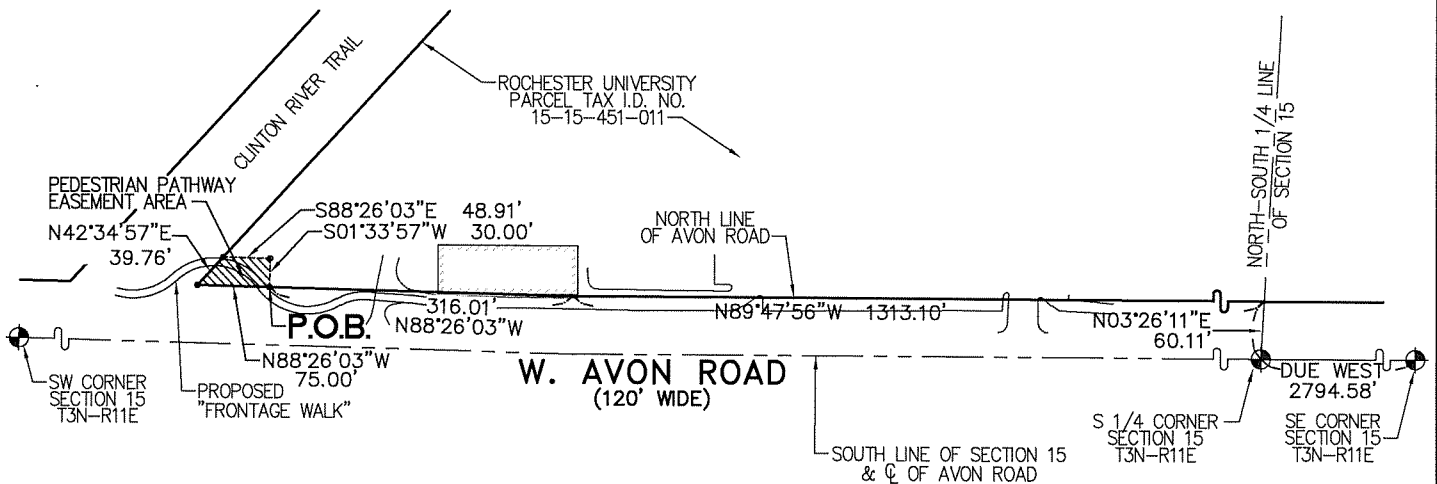 CLINTON RIVER TRAIL
ROCHESTER UNIVERSITY
PARCEL TAX I.D. NO.
15-15-451-011
NORTH-SOUTH 1/4 LINE
OF SECTION 15
PEDESTRIAN PATHWAY
EASEMENT AREA
N42°34'57"E
39.76'
S88°26'03"E 48.91'
S01°33'57"W 30.00'
NORTH LINE
OF AVON ROAD
316.01'
N88°26'03"W
N89°47'56"W 1313.10'
N03°26'11"E
60.11'
P.O.B.
N88°26'03"W
75.00'
W. AVON ROAD
(120' WIDE)
DUE WEST
2794.58'
SW CORNER
SECTION 15
T3N-R11E
PROPOSED
"FRONTAGE WALK"
S 1/4 CORNER
SECTION 15
T3N-R11E
SE CORNER
SECTION 15
T3N-R11E
SOUTH LINE OF SECTION 15
& ℄ OF AVON ROAD